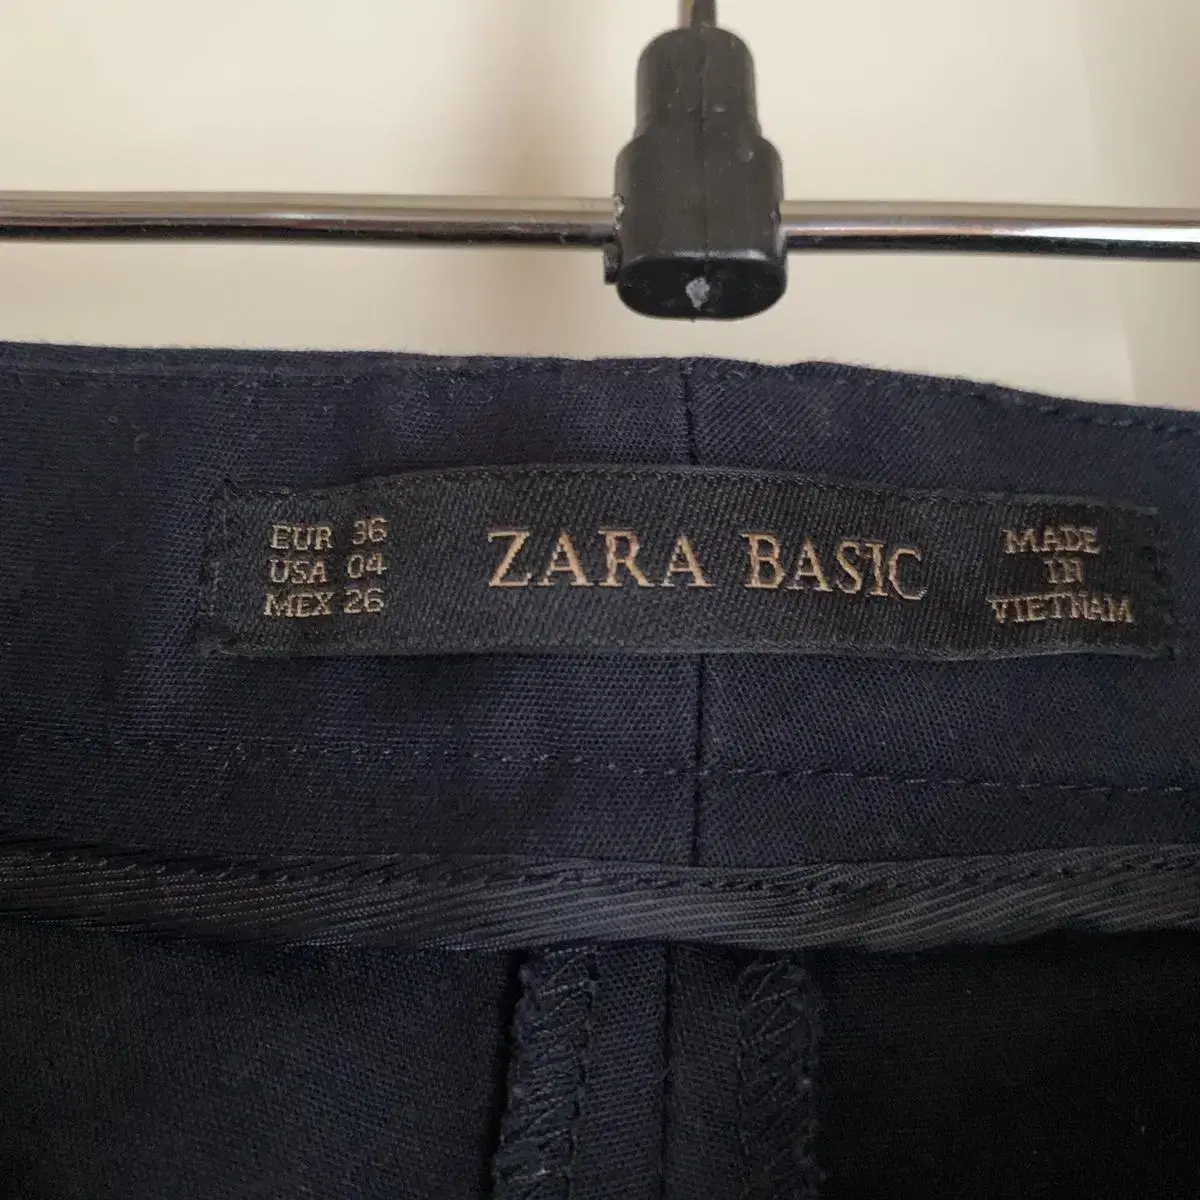 EUR 36
USA 04
MEX 26
ZARA BASIC
MADE
IN
VIETNAM